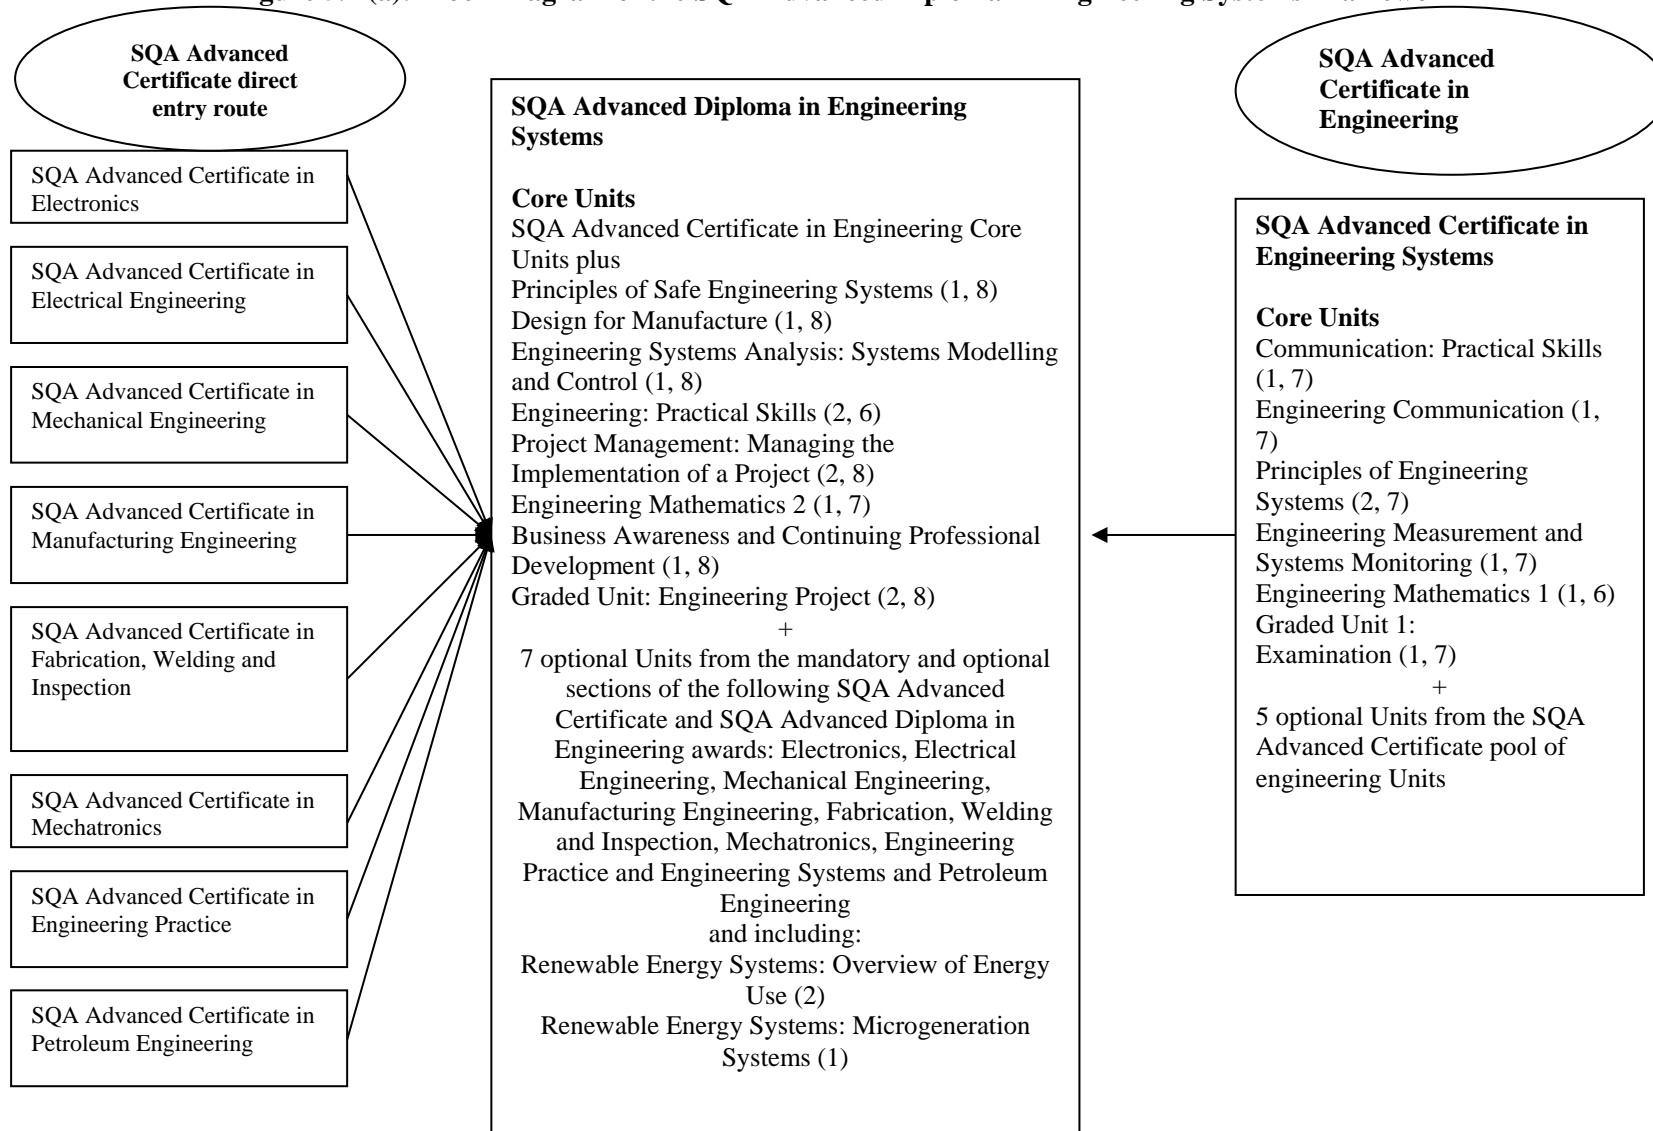 SQA Advanced
Certificate direct
entry route
SQA Advanced Certificate in
Electronics
SQA Advanced Certificate in
Electrical Engineering
SQA Advanced Certificate in
Mechanical Engineering
SQA Advanced Certificate in
Manufacturing Engineering
SQA Advanced Certificate in
Fabrication, Welding and
Inspection
SQA Advanced Certificate in
Mechatronics
SQA Advanced Certificate in
Engineering Practice
SQA Advanced Certificate in
Petroleum Engineering
SQA Advanced Diploma in Engineering
Systems
Core Units
SQA Advanced Certificate in Engineering Core
Units plus
Principles of Safe Engineering Systems (1, 8)
Design for Manufacture (1, 8)
Engineering Systems Analysis: Systems Modelling
and Control (1, 8)
Engineering: Practical Skills (2, 6)
Project Management: Managing the
Implementation of a Project (2, 8)
Engineering Mathematics 2 (1, 7)
Business Awareness and Continuing Professional
Development (1, 8)
Graded Unit: Engineering Project (2, 8)
+
7 optional Units from the mandatory and optional
sections of the following SQA Advanced
Certificate and SQA Advanced Diploma in
Engineering awards: Electronics, Electrical
Engineering, Mechanical Engineering,
Manufacturing Engineering, Fabrication, Welding
and Inspection, Mechatronics, Engineering
Practice and Engineering Systems and Petroleum
Engineering
and including:
Renewable Energy Systems: Overview of Energy
Use (2)
Renewable Energy Systems: Microgeneration
Systems (1)
SQA Advanced
Certificate in
Engineering
SQA Advanced Certificate in
Engineering Systems
Core Units
Communication: Practical Skills
(1, 7)
Engineering Communication (1,
7)
Principles of Engineering
Systems (2, 7)
Engineering Measurement and
Systems Monitoring (1, 7)
Engineering Mathematics 1 (1, 6)
Graded Unit 1:
Examination (1, 7)
+
5 optional Units from the SQA
Advanced Certificate pool of
engineering Units